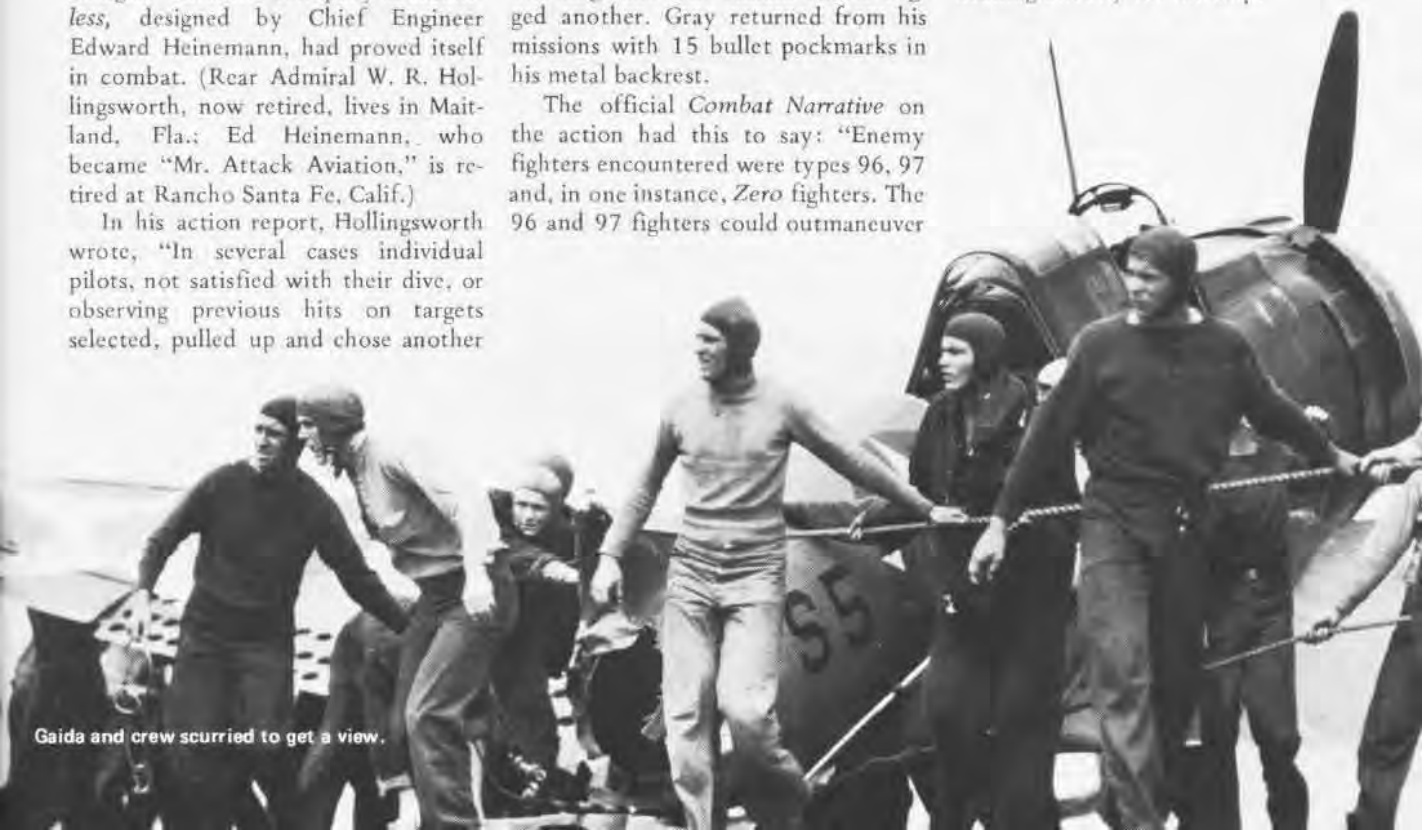 less, designed by Chief Engineer
Edward Heinemann, had proved itself
in combat. (Rear Admiral W. R. Hol-
lingsworth, now retired, lives in Mait-
land, Fla.; Ed Heinemann, who
became “Mr. Attack Aviation,” is re-
tired at Rancho Santa Fe, Calif.)
In his action report, Hollingsworth
wrote, “In several cases individual
pilots, not satisfied with their dive, or
observing previous hits on targets
selected, pulled up and chose another
ged another. Gray returned from his
missions with 15 bullet pockmarks in
his metal backrest.
The official Combat Narrative on
the action had this to say: “Enemy
fighters encountered were types 96, 97
and, in one instance, Zero fighters. The
96 and 97 fighters could outmaneuver
S5
Gaida and crew scurried to get a view.